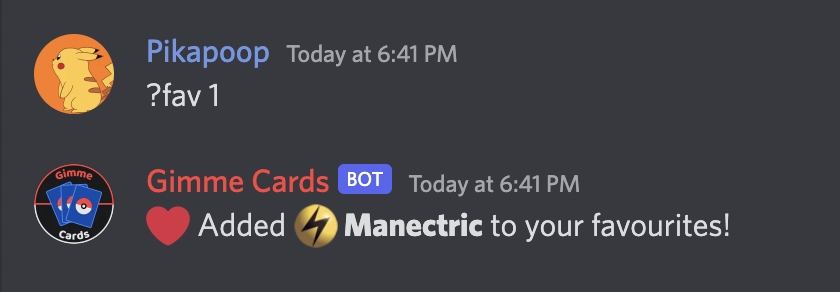 Pikapoop Today at 6:41 PM
?fav 1
Gimme Cards BOT Today at 6:41 PM
Gimme
Cards
Added Manectric to your favourites!